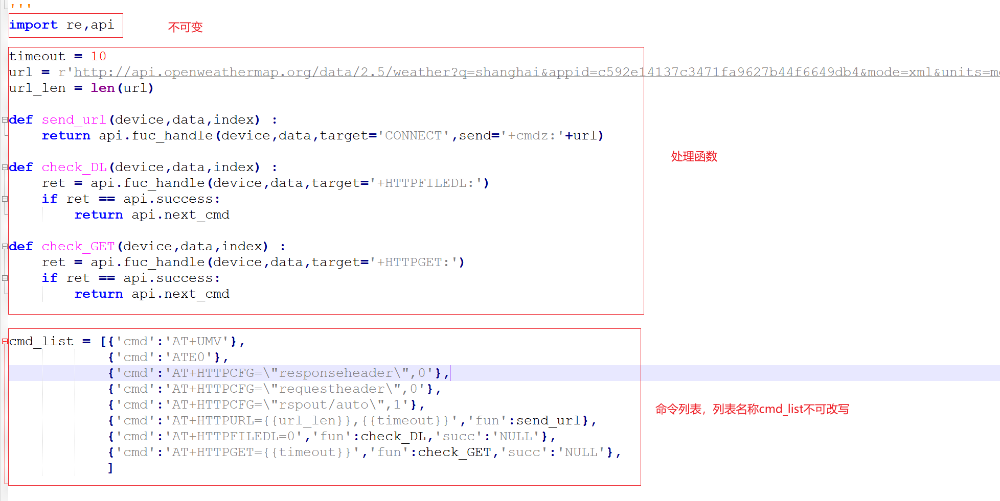 '''
import re,api
不可变
timeout = 10
url = r'http://api.openweathermap.org/data/2.5/weather?q=shanghai&appid=c592e14137c3471fa9627b44f6649db4&mode=xml&units=m
url_len = len(url)
def send_url(device,data,index) :
    return api.fuc_handle(device,data,target='CONNECT',send='+cmdz:'+url)
处理函数
def check_DL(device,data,index) :
    ret = api.fuc_handle(device,data,target='+HTTPFILEDL:')
    if ret == api.success:
        return api.next_cmd
def check_GET(device,data,index) :
    ret = api.fuc_handle(device,data,target='+HTTPGET:')
    if ret == api.success:
        return api.next_cmd
cmd_list = [{'cmd':'AT+UMV'},
            {'cmd':'ATE0'},
            {'cmd':'AT+HTTPCFG=\"responseheader\",0'},
            {'cmd':'AT+HTTPCFG=\"requestheader\",0'},
            {'cmd':'AT+HTTPCFG=\"rspout/auto\",1'},
命令列表，列表名称cmd_list不可改写
            {'cmd':'AT+HTTPURL={{url_len}},{{timeout}}','fun':send_url},
            {'cmd':'AT+HTTPFILEDL=0','fun':check_DL,'succ':'NULL'},
            {'cmd':'AT+HTTPGET={{timeout}}','fun':check_GET,'succ':'NULL'},
            ]